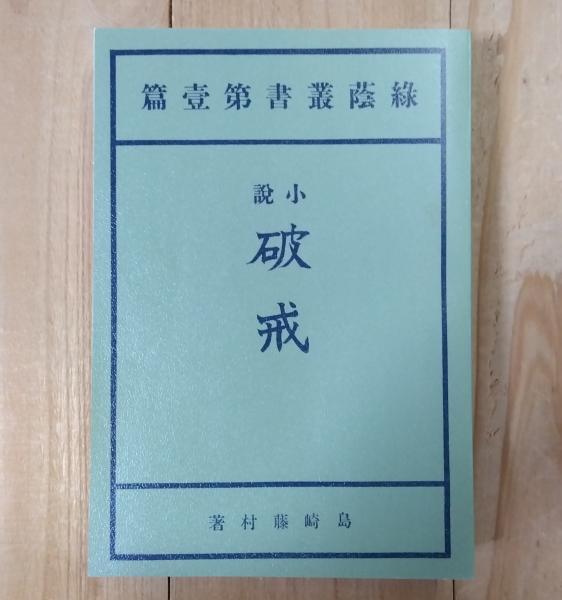 綠蔭叢書第壹篇
小說
破戒
島崎藤村著